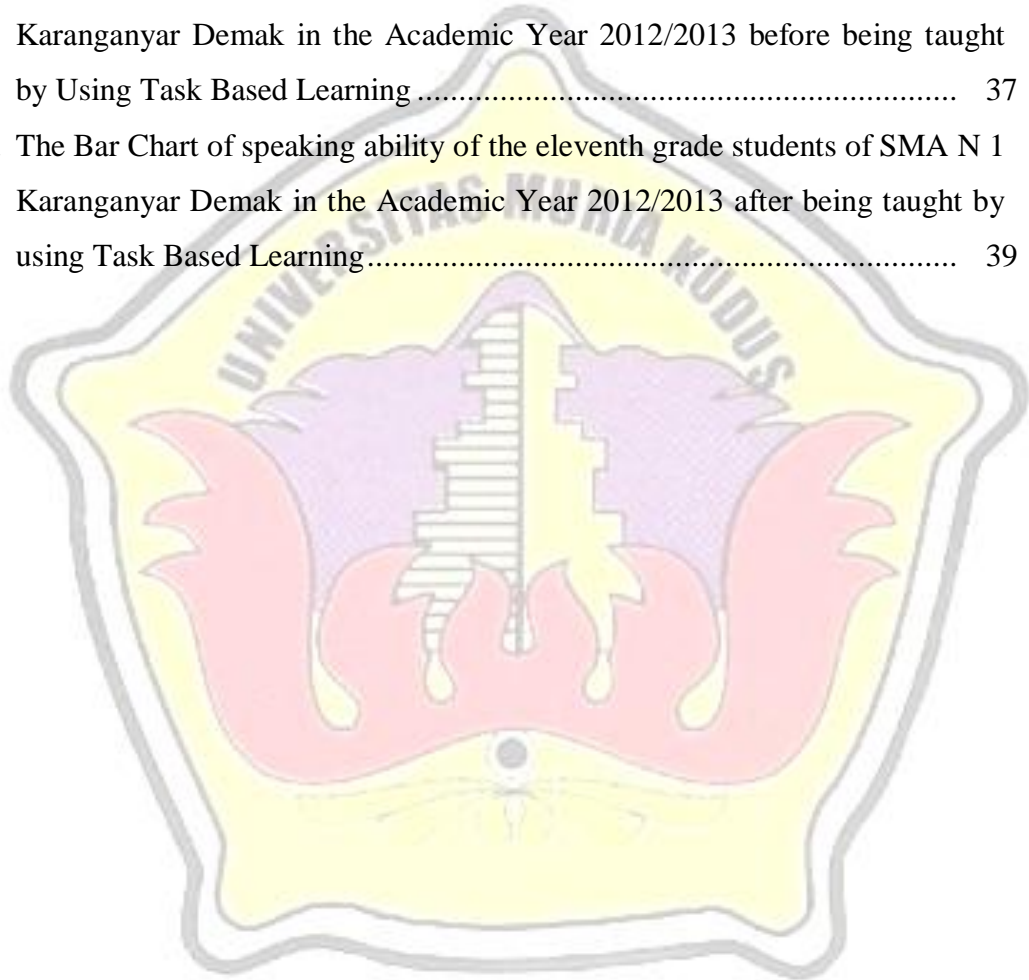 Karanganyar Demak in the Academic Year 2012/2013 before being taught
by Using Task Based Learning ................................................................. 37
The Bar Chart of speaking ability of the eleventh grade students of SMA N 1
Karanganyar Demak in the Academic Year 2012/2013 after being taught by
using Task Based Learning....................................................................... 39
UNIVERSITAS MURIA KUDUS